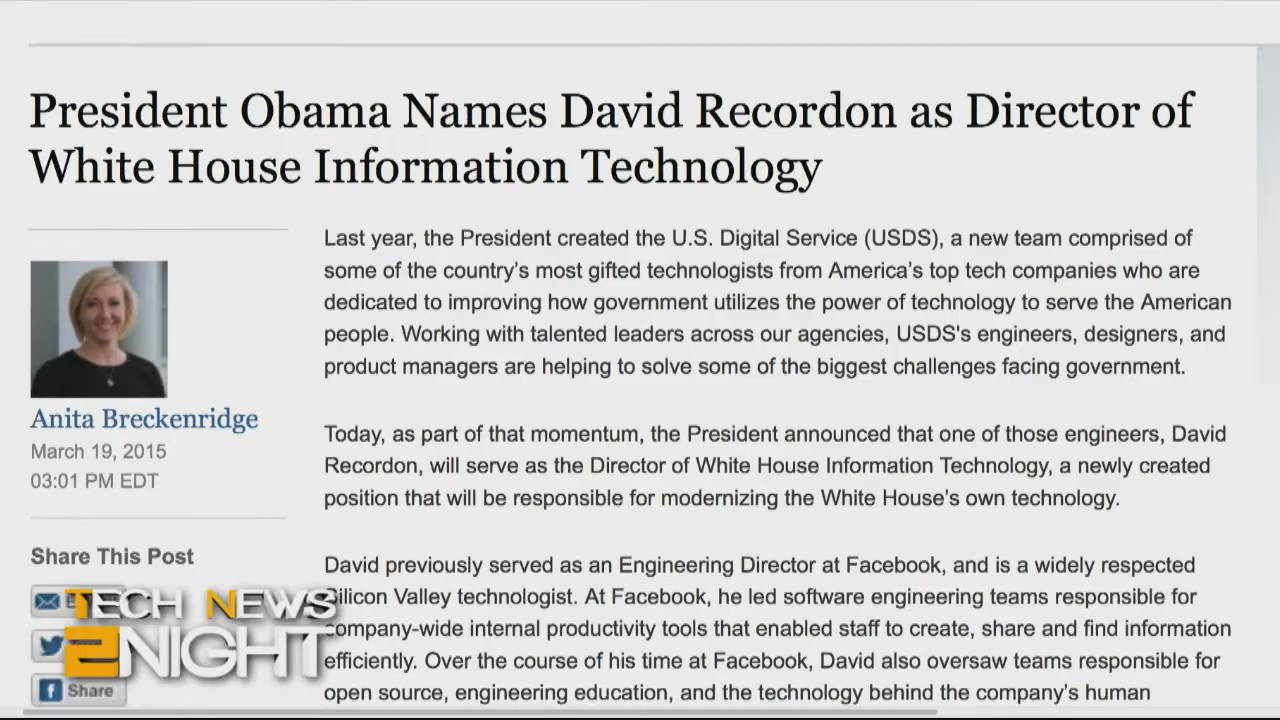 President Obama Names David Recordon as Director of
White House Information Technology
Anita Breckenridge
March 19, 2015
03:01 PM EDT
Share This Post
Share
Last year, the President created the U.S. Digital Service (USDS), a new team comprised of
some of the country’s most gifted technologists from America’s top tech companies who are
dedicated to improving how government utilizes the power of technology to serve the American
people. Working with talented leaders across our agencies, USDS's engineers, designers, and
product managers are helping to solve some of the biggest challenges facing government.
Today, as part of that momentum, the President announced that one of those engineers, David
Recordon, will serve as the Director of White House Information Technology, a newly created
position that will be responsible for modernizing the White House’s own technology.
David previously served as an Engineering Director at Facebook, and is a widely respected
Silicon Valley technologist. At Facebook, he led software engineering teams responsible for
company-wide internal productivity tools that enabled staff to create, share and find information
efficiently. Over the course of his time at Facebook, David also oversaw teams responsible for
open source, engineering education, and the technology behind the company’s human
TECH NEWS
2NIGHT